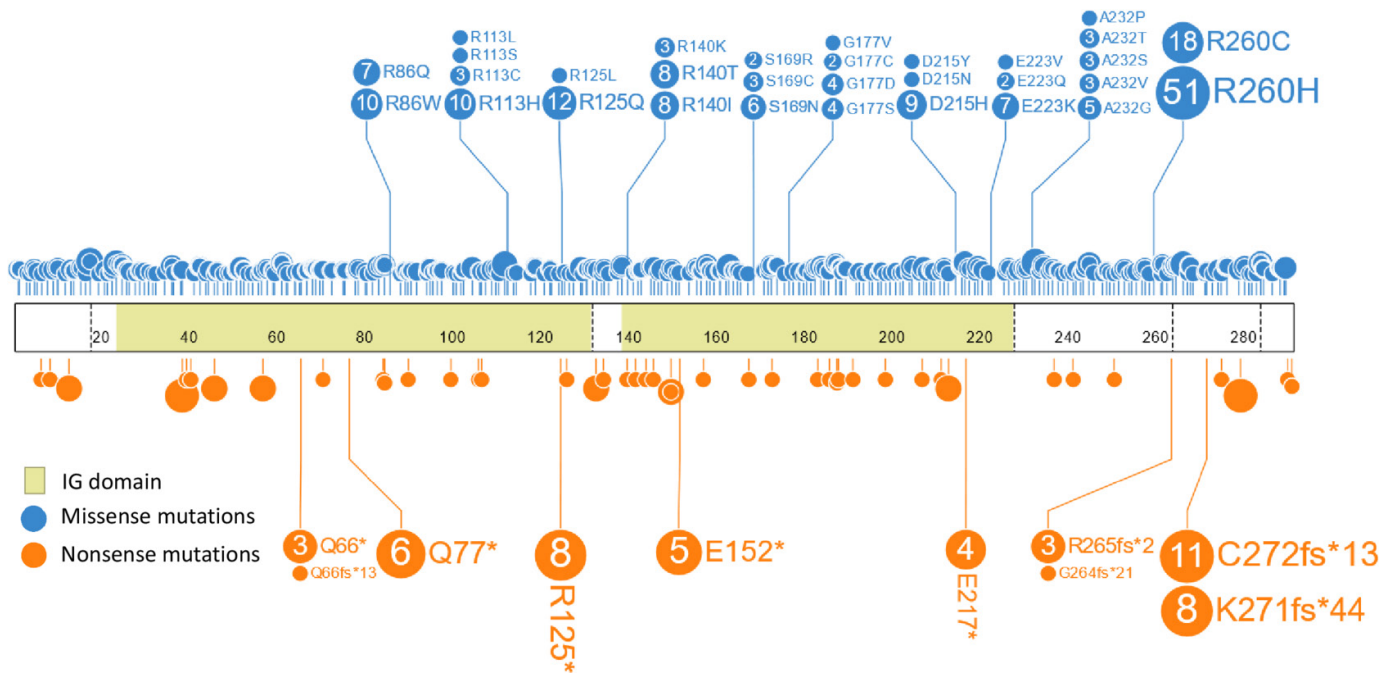 7 R86Q
10 R86W
R113L
R113S
3 R113C
10 R113H
R125L
12 R125Q
3 R140K
8 R140T
8 R140I
2 S169R
3 S169C
6 S169N
G177V
2 G177C
4 G177D
4 G177S
D215Y
D215N
9 D215H
E223V
2 E223Q
7 E223K
A232P
3 A232T
3 A232S
3 A232V
5 A232G
18 R260C
51 R260H
20 40 60 80 100 120 140 160 180 200 220 240 260 280
IG domain
Missense mutations
Nonsense mutations
3 Q66*
Q66fs*13
6 Q77*
8 R125*
5 E152*
4 E217*
3 R265fs*2
G264fs*21
11 C272fs*13
8 K271fs*44